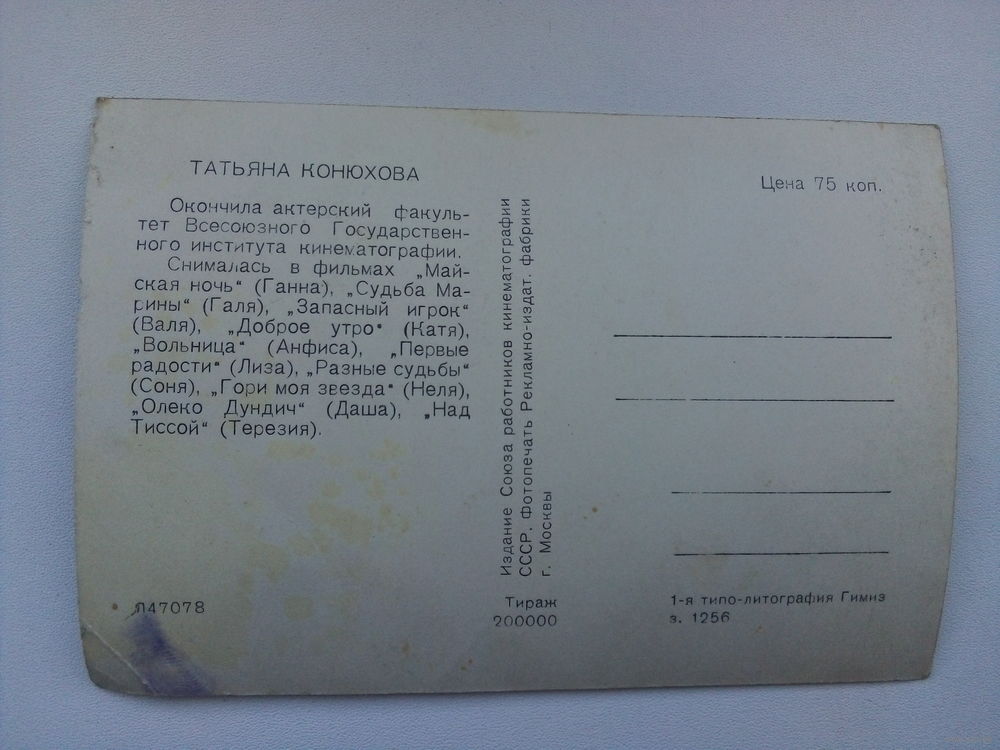 ТАТЬЯНА КОНЮХОВА
Окончила актерский факуль-
тет Всесоюзного Государствен-
ного института кинематографии.
Снималась в фильмах „Май-
ская ночь“ (Ганна), „Судьба Ма-
рины“ (Галя), „Запасный игрок“
(Валя), „Доброе утро“ (Катя),
„Вольница“ (Анфиса), „Первые
радости“ (Лиза), „Разные судьбы“
(Соня), „Гори моя звезда“ (Неля),
„Олеко Дундич“ (Даша), „Над
Тиссой“ (Терезия).
Л47078
Издание Союза работников кинематографии
СССР. Фотопечать Рекламно-издат. фабрики
г. Москвы
Тираж
200000
Цена 75 коп.
1-я типо-литография Гимиз
з. 1256